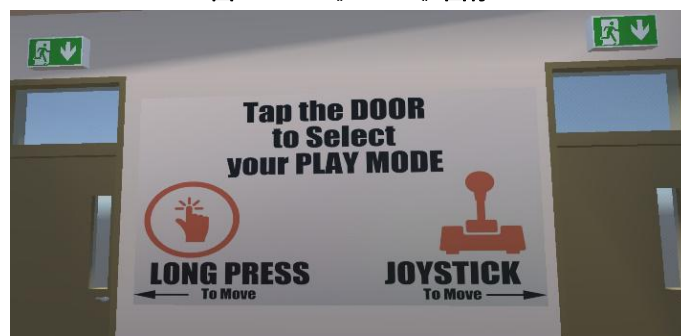 Tap the DOOR
to Select
your PLAY MODE
LONG PRESS
To Move
JOYSTICK
To Move